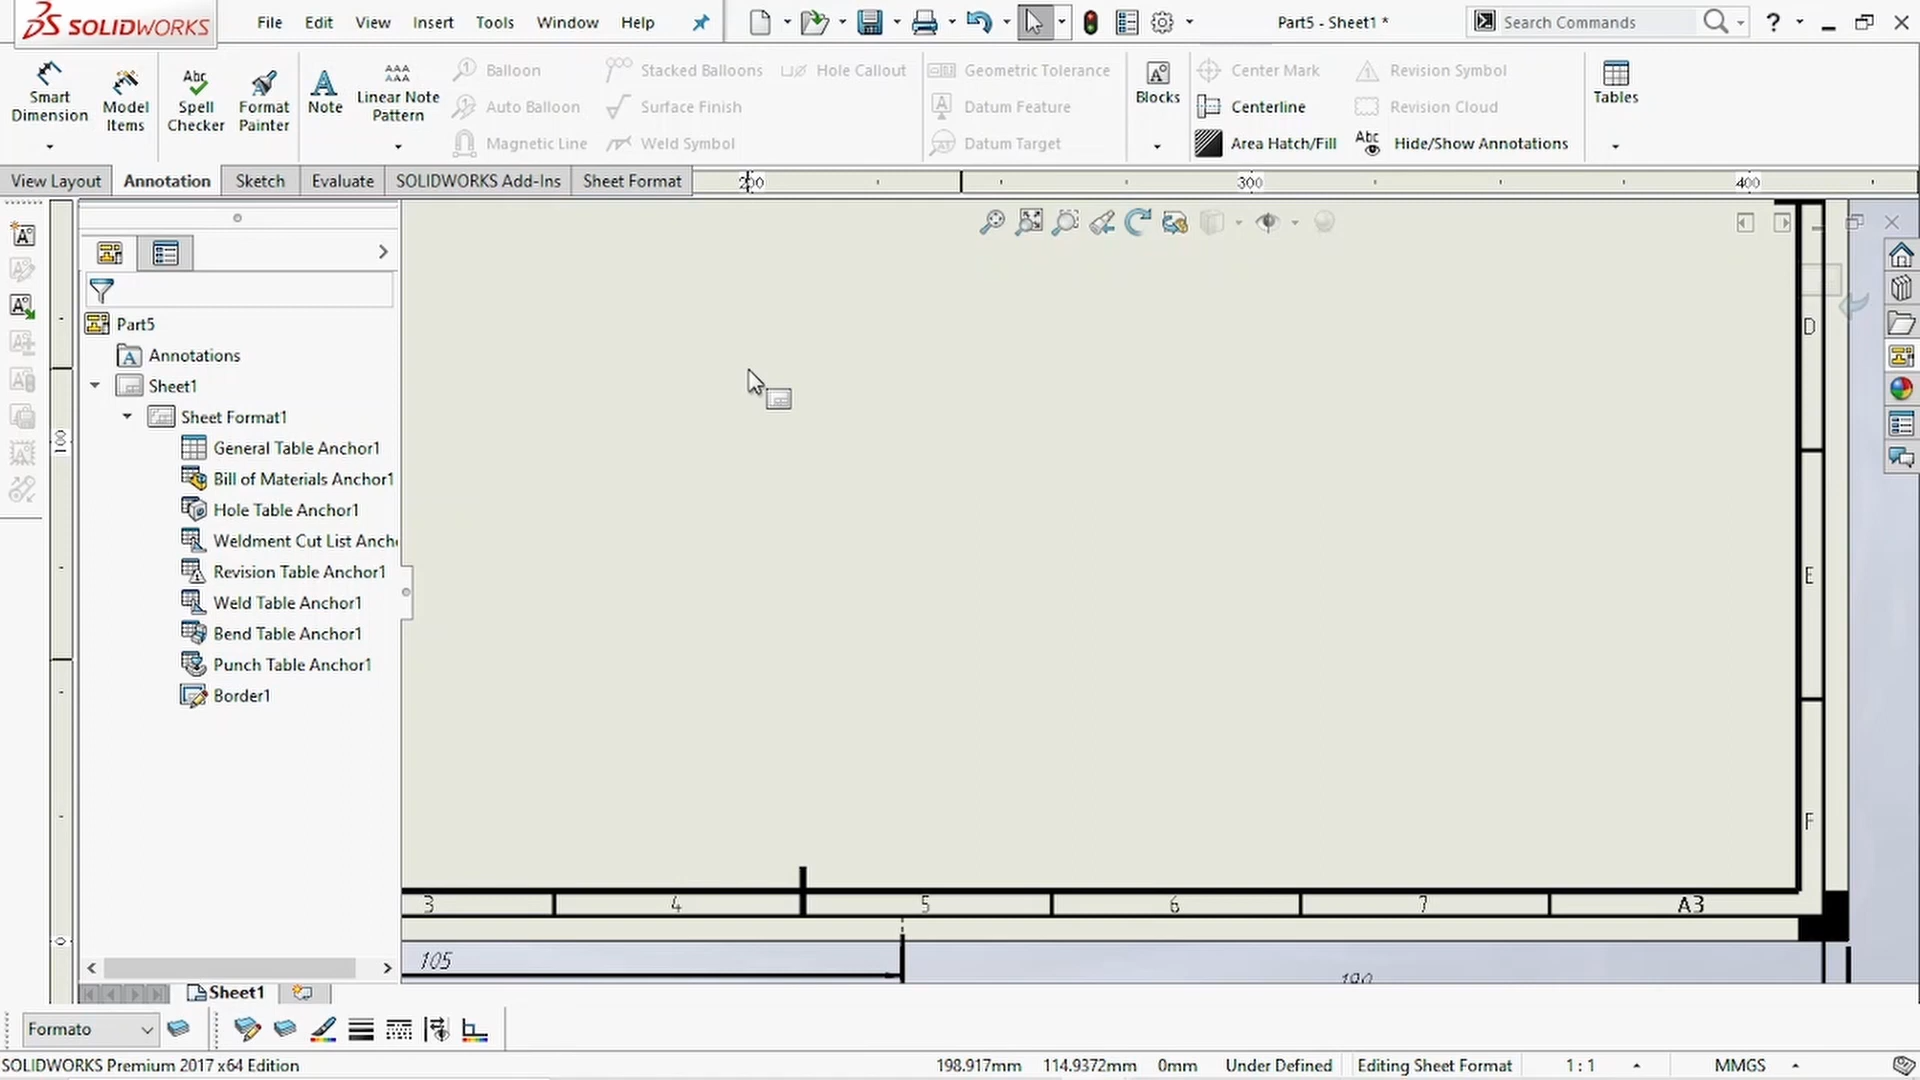 SOLIDWORKS File Edit View Insert Tools Window Help Part5 - Sheet1 * Search Commands ?
Smart Dimension
Model Items
Spell Checker
Format Painter
Note
Linear Note Pattern
Balloon
Auto Balloon
Magnetic Line
Stacked Balloons
Surface Finish
Weld Symbol
Hole Callout
Geometric Tolerance
Datum Feature
Datum Target
Blocks
Center Mark
Centerline
Area Hatch/Fill
Revision Symbol
Revision Cloud
Hide/Show Annotations
Tables
View Layout Annotation Sketch Evaluate SOLIDWORKS Add-Ins Sheet Format 200 300 400
Part5
Annotations
Sheet1
Sheet Format1
General Table Anchor1
Bill of Materials Anchor1
Hole Table Anchor1
Weldment Cut List Anch
Revision Table Anchor1
Weld Table Anchor1
Bend Table Anchor1
Punch Table Anchor1
Border1
100
0
D
E
F
3 4 5 6 7 A3
105
190
Sheet1
Formato
SOLIDWORKS Premium 2017 x64 Edition 198.917mm 114.9372mm 0mm Under Defined Editing Sheet Format 1 : 1 MMGS